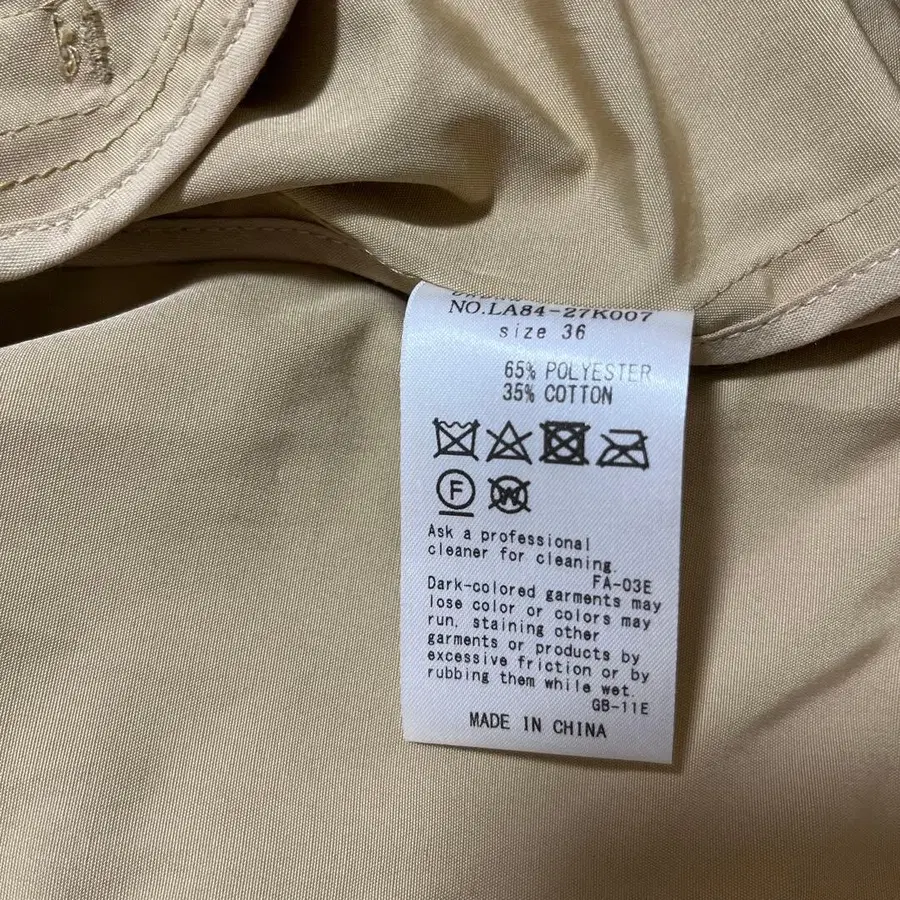 NO.LA84-27K007
size 36
65% POLYESTER
35% COTTON
F W
Ask a professional
cleaner for cleaning.
FA-03E
Dark-colored garments may
lose color or colors may
run, staining other
garments or products by
excessive friction or by
rubbing them while wet.
GB-11E
MADE IN CHINA